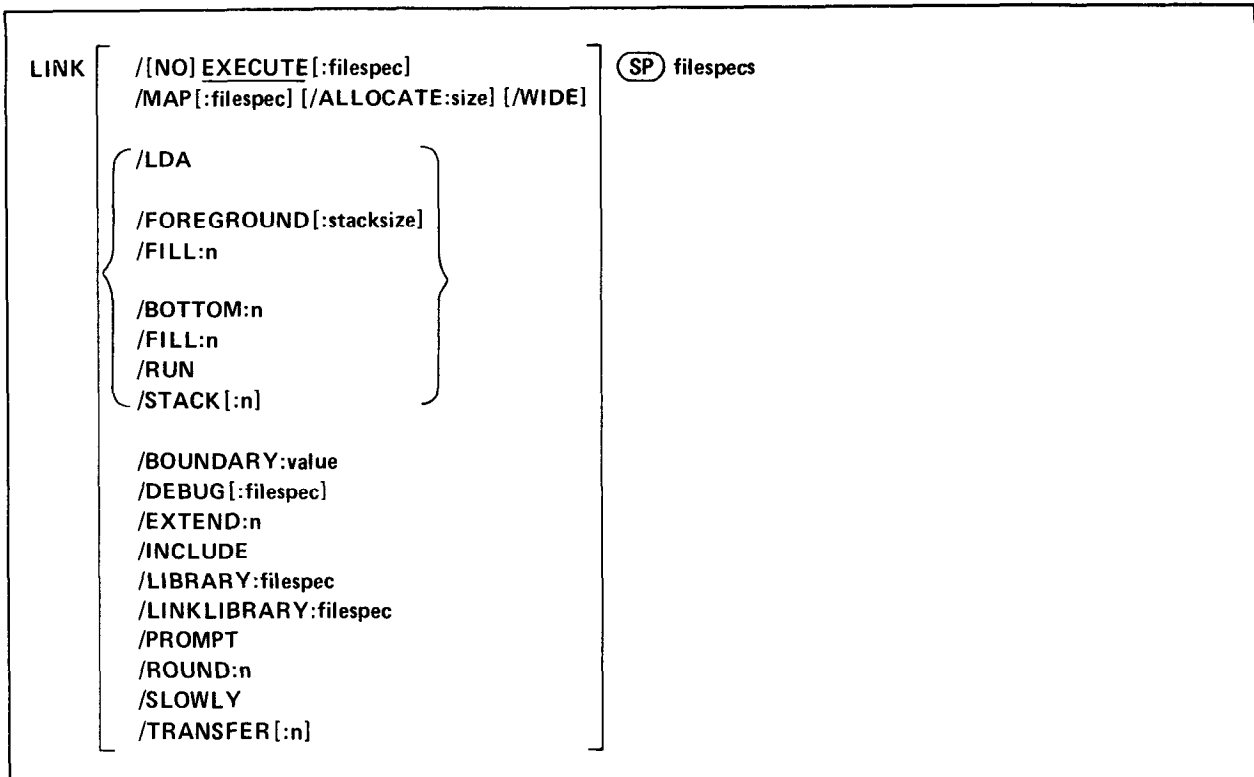 LINK /[NO] EXECUTE[:filespec] SP filespecs
/MAP[:filespec] [/ALLOCATE:size] [/WIDE]
/LDA
/FOREGROUND[:stacksize]
/FILL:n
/BOTTOM:n
/FILL:n
/RUN
/STACK[:n]
/BOUNDARY:value
/DEBUG[:filespec]
/EXTEND:n
/INCLUDE
/LIBRARY:filespec
/LINKLIBRARY:filespec
/PROMPT
/ROUND:n
/SLOWLY
/TRANSFER[:n]